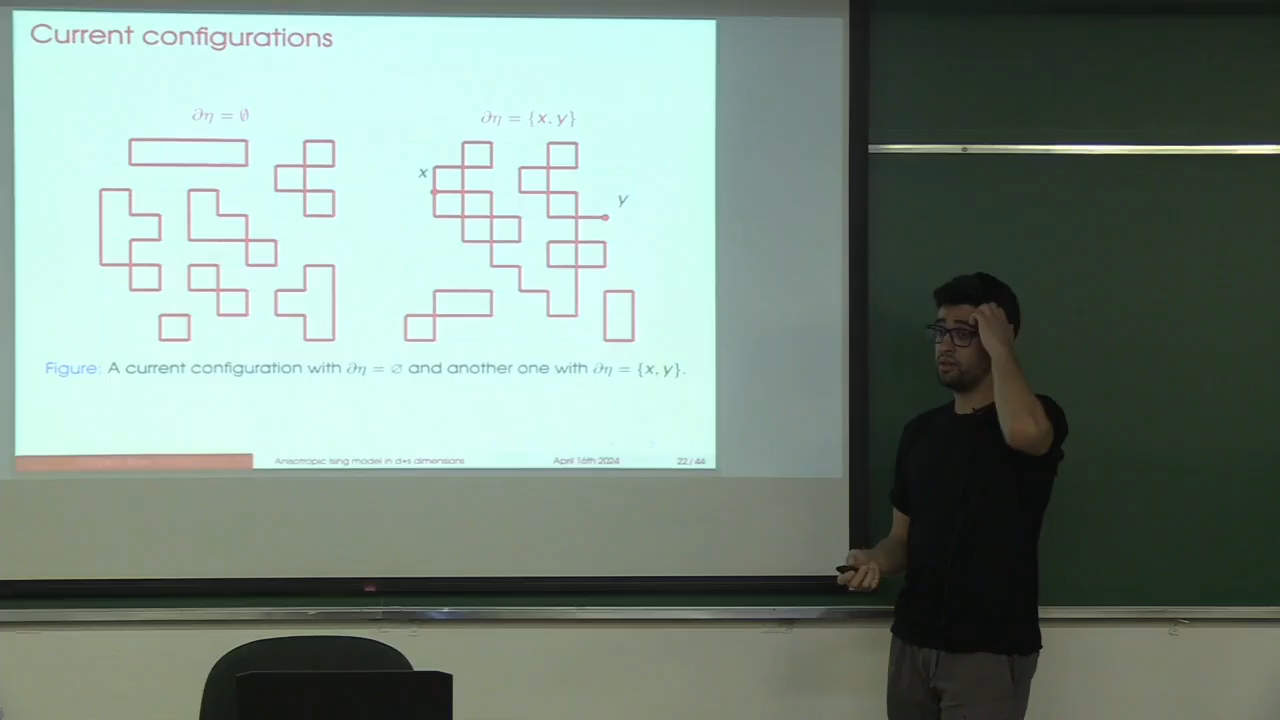 Current configurations
∂η = ∅
∂η = {x, y}
x
y
Figure: A current configuration with ∂η = ∅ and another one with ∂η = {x, y}.
Anisotropic Ising model in d+s dimensions
April 16th 2024
22 / 44